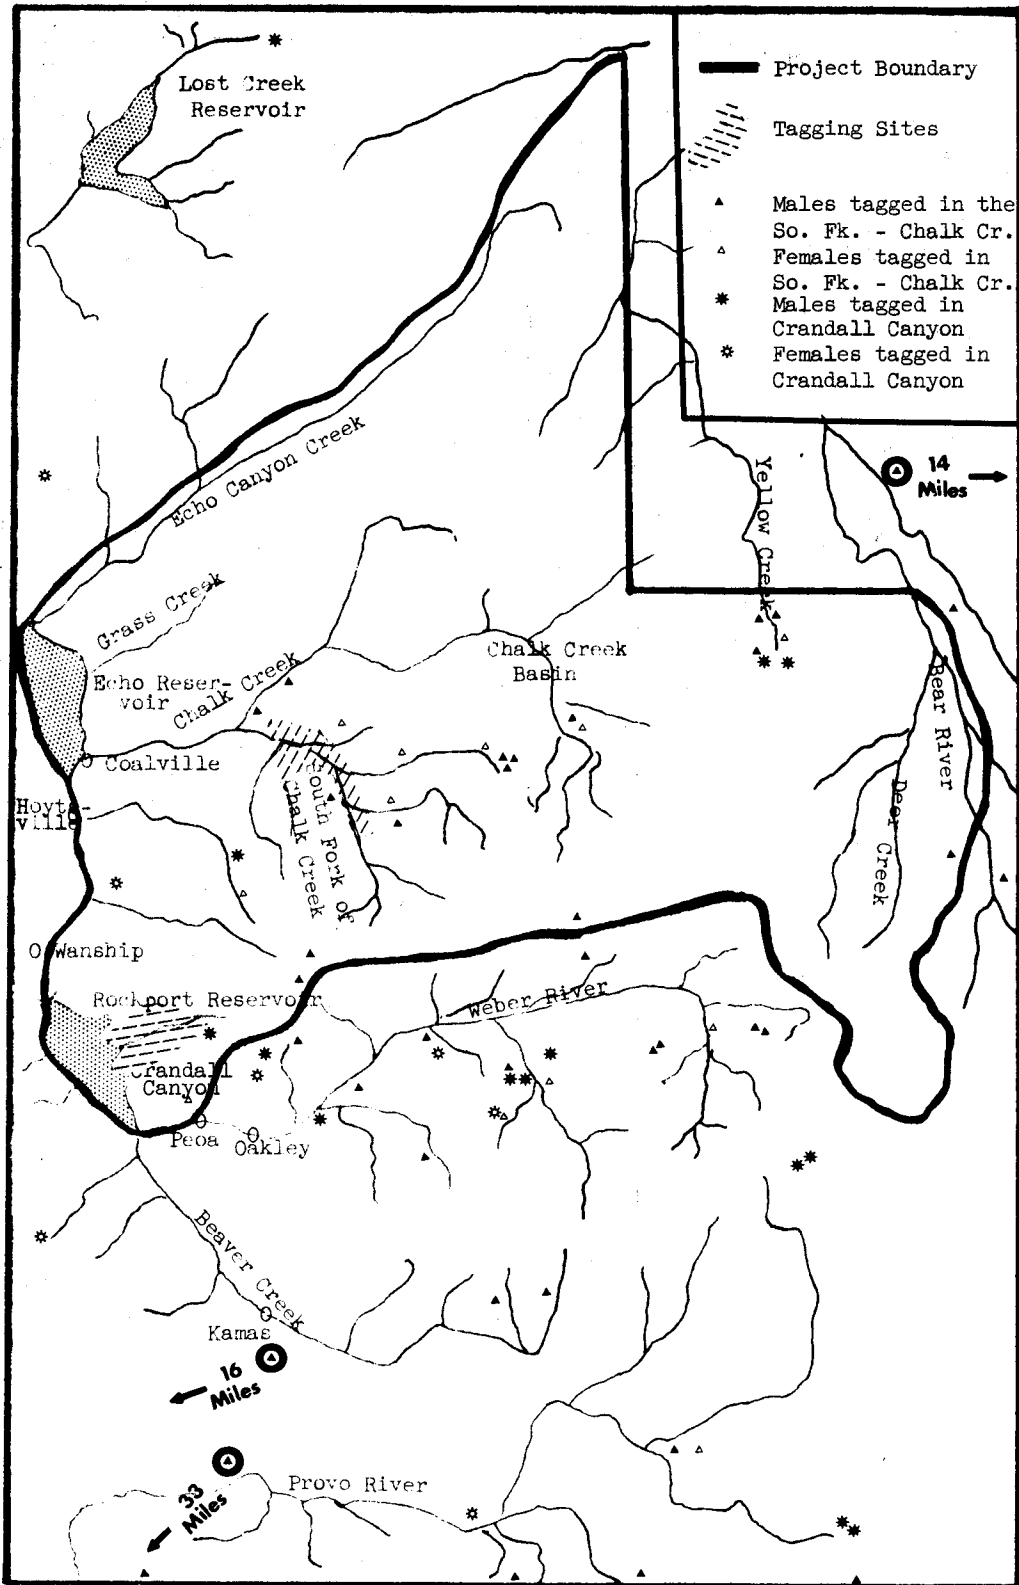 Lost Creek
Reservoir
Project Boundary
Tagging Sites
Males tagged in the
So. Fk. - Chalk Cr.
Females tagged in
So. Fk. - Chalk Cr.
Males tagged in
Crandall Canyon
Females tagged in
Crandall Canyon
14
Miles
Echo Canyon Creek
Yellow Creek
Grass Creek
Chalk Creek
Basin
Echo Reser-
voir
Chalk Creek
Bear River
Coalville
Hoyts-
ville
South Fork of
Chalk Creek
Deer
Creek
Wanship
Rockport Reservoir
Weber River
Crandall
Canyon
Peoa
Oakley
Beaver Creek
Kamas
16
Miles
33
Miles
Provo River